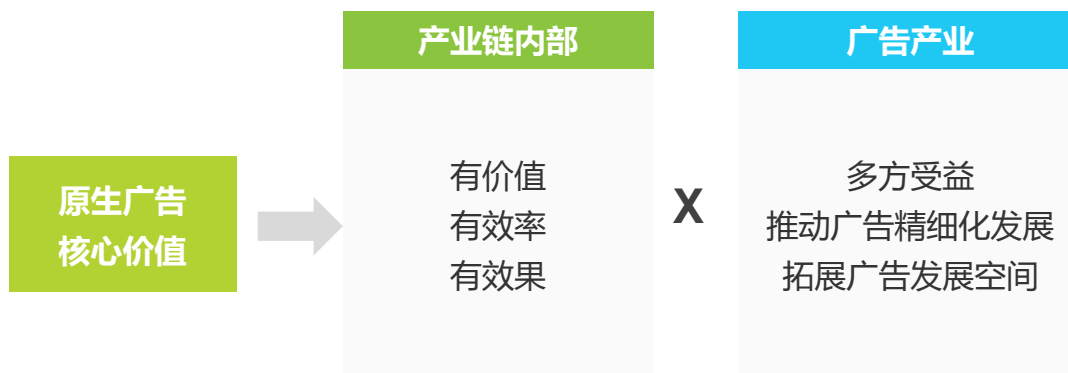 原生广告
核心价值
产业链内部
有价值
有效率
有效果
X
广告产业
多方受益
推动广告精细化发展
拓展广告发展空间